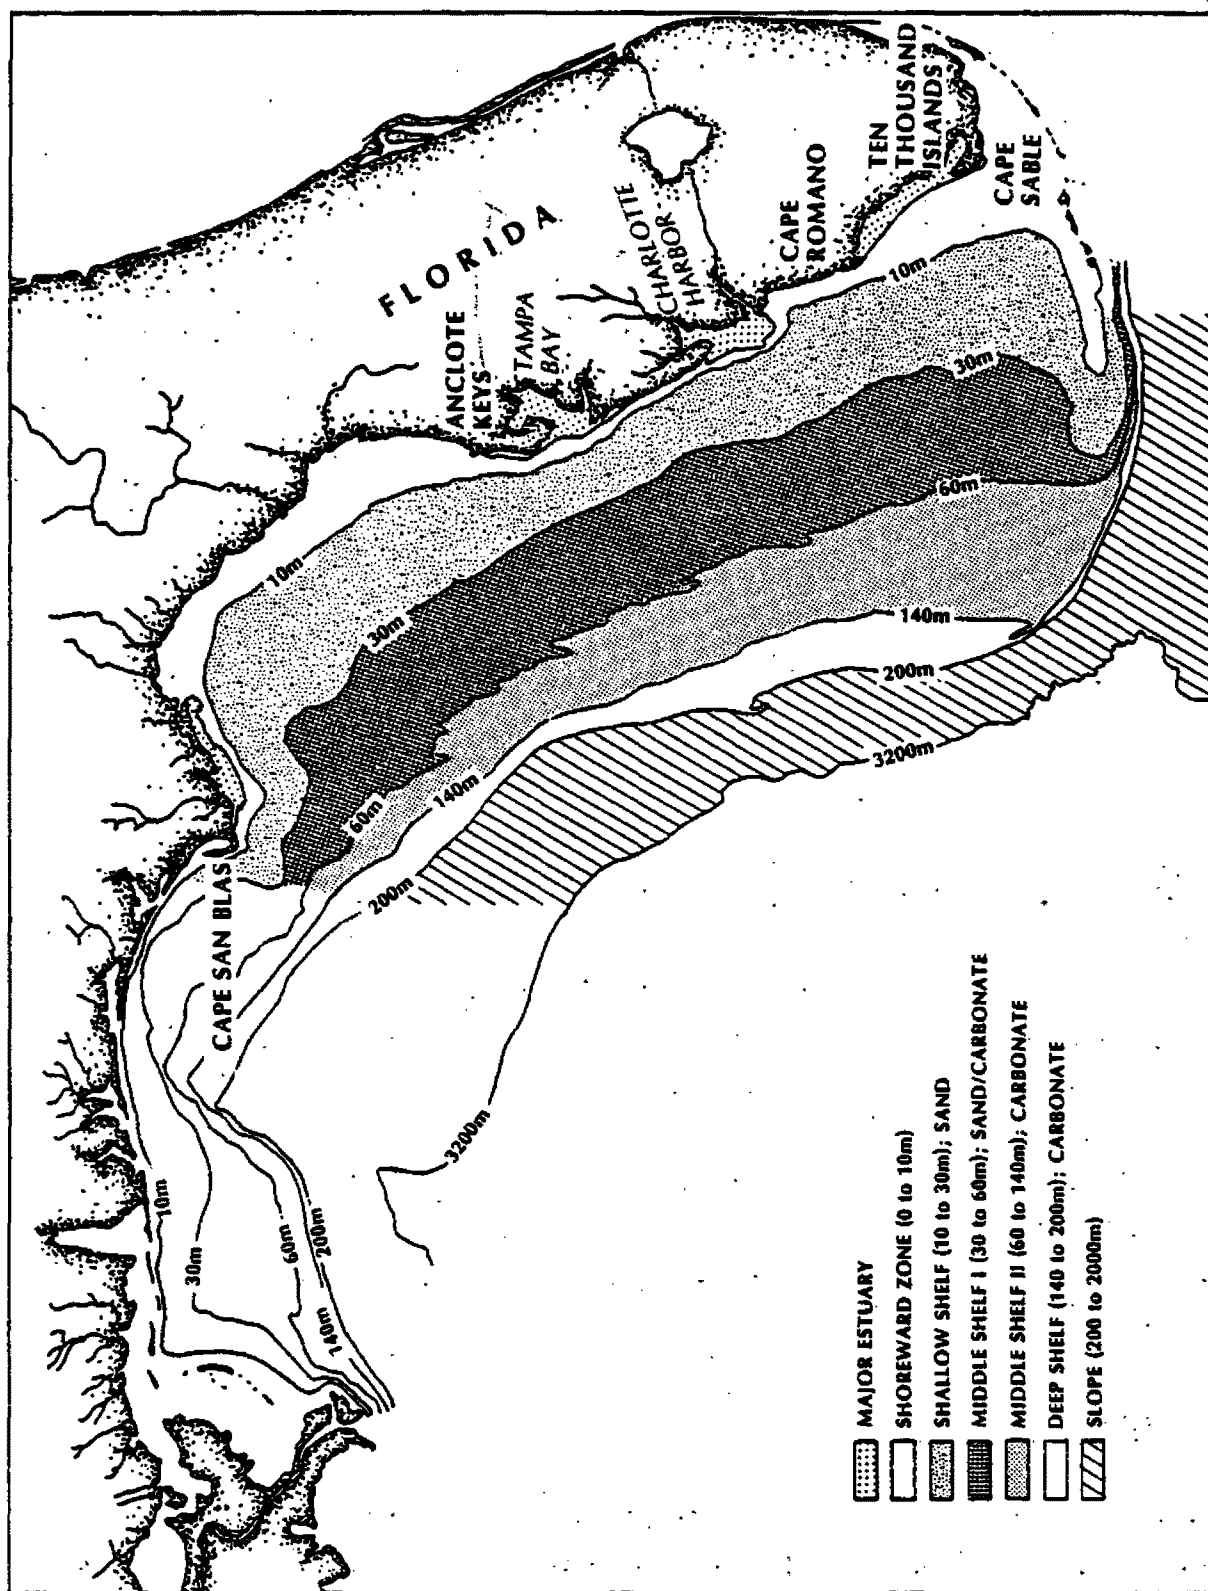 FLORIDA
ANCLOTE
KEYS
TAMPA
BAY
CHARLOTTE
HARBOR
CAPE
ROMANO
TEN
THOUSAND
ISLANDS
CAPE
SABLE
CAPE SAN BLAS
10m
30m
60m
140m
200m
3200m
10m
30m
60m
140m
200m
3200m
10m
30m
60m
140m
200m
3200m
MAJOR ESTUARY
SHOREWARD ZONE (0 to 10m)
SHALLOW SHELF (10 to 30m); SAND
MIDDLE SHELF I (30 to 60m); SAND/CARBONATE
MIDDLE SHELF II (60 to 140m); CARBONATE
DEEP SHELF (140 to 200m); CARBONATE
SLOPE (200 to 2000m)